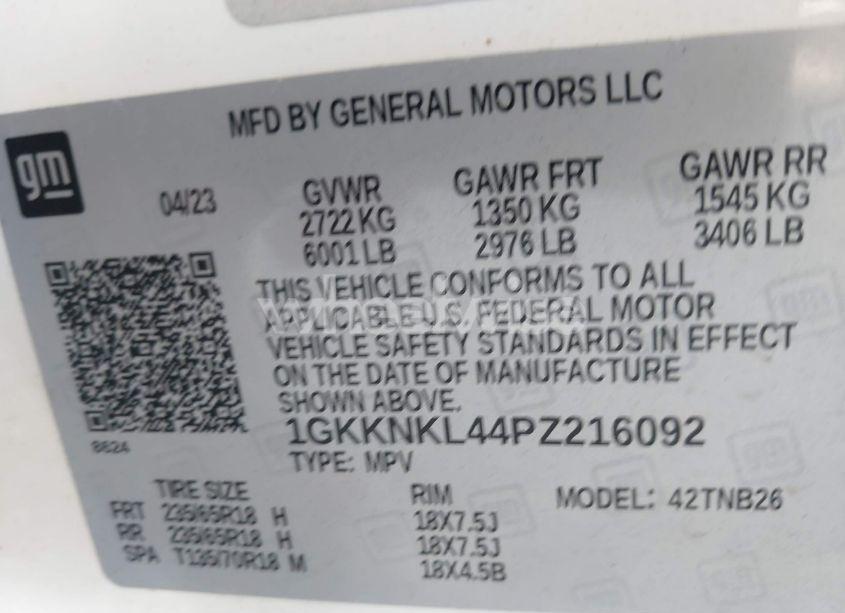 MFD BY GENERAL MOTORS LLC
gm
04/23
GVWR
2722 KG
6001 LB
GAWR FRT
1350 KG
2976 LB
GAWR RR
1545 KG
3406 LB
THIS VEHICLE CONFORMS TO ALL
APPLICABLE U.S. FEDERAL MOTOR
VEHICLE SAFETY STANDARDS IN EFFECT
ON THE DATE OF MANUFACTURE
SHOWN ABOVE.
1GKKNKL44PZ216092
8624
TYPE: MPV
MODEL: 42TNB26
TIRE SIZE
RIM
FRT 235/65R18 H 18X7.5J
RR 235/65R18 H 18X7.5J
SPA T135/70R18 M 18X4.5B